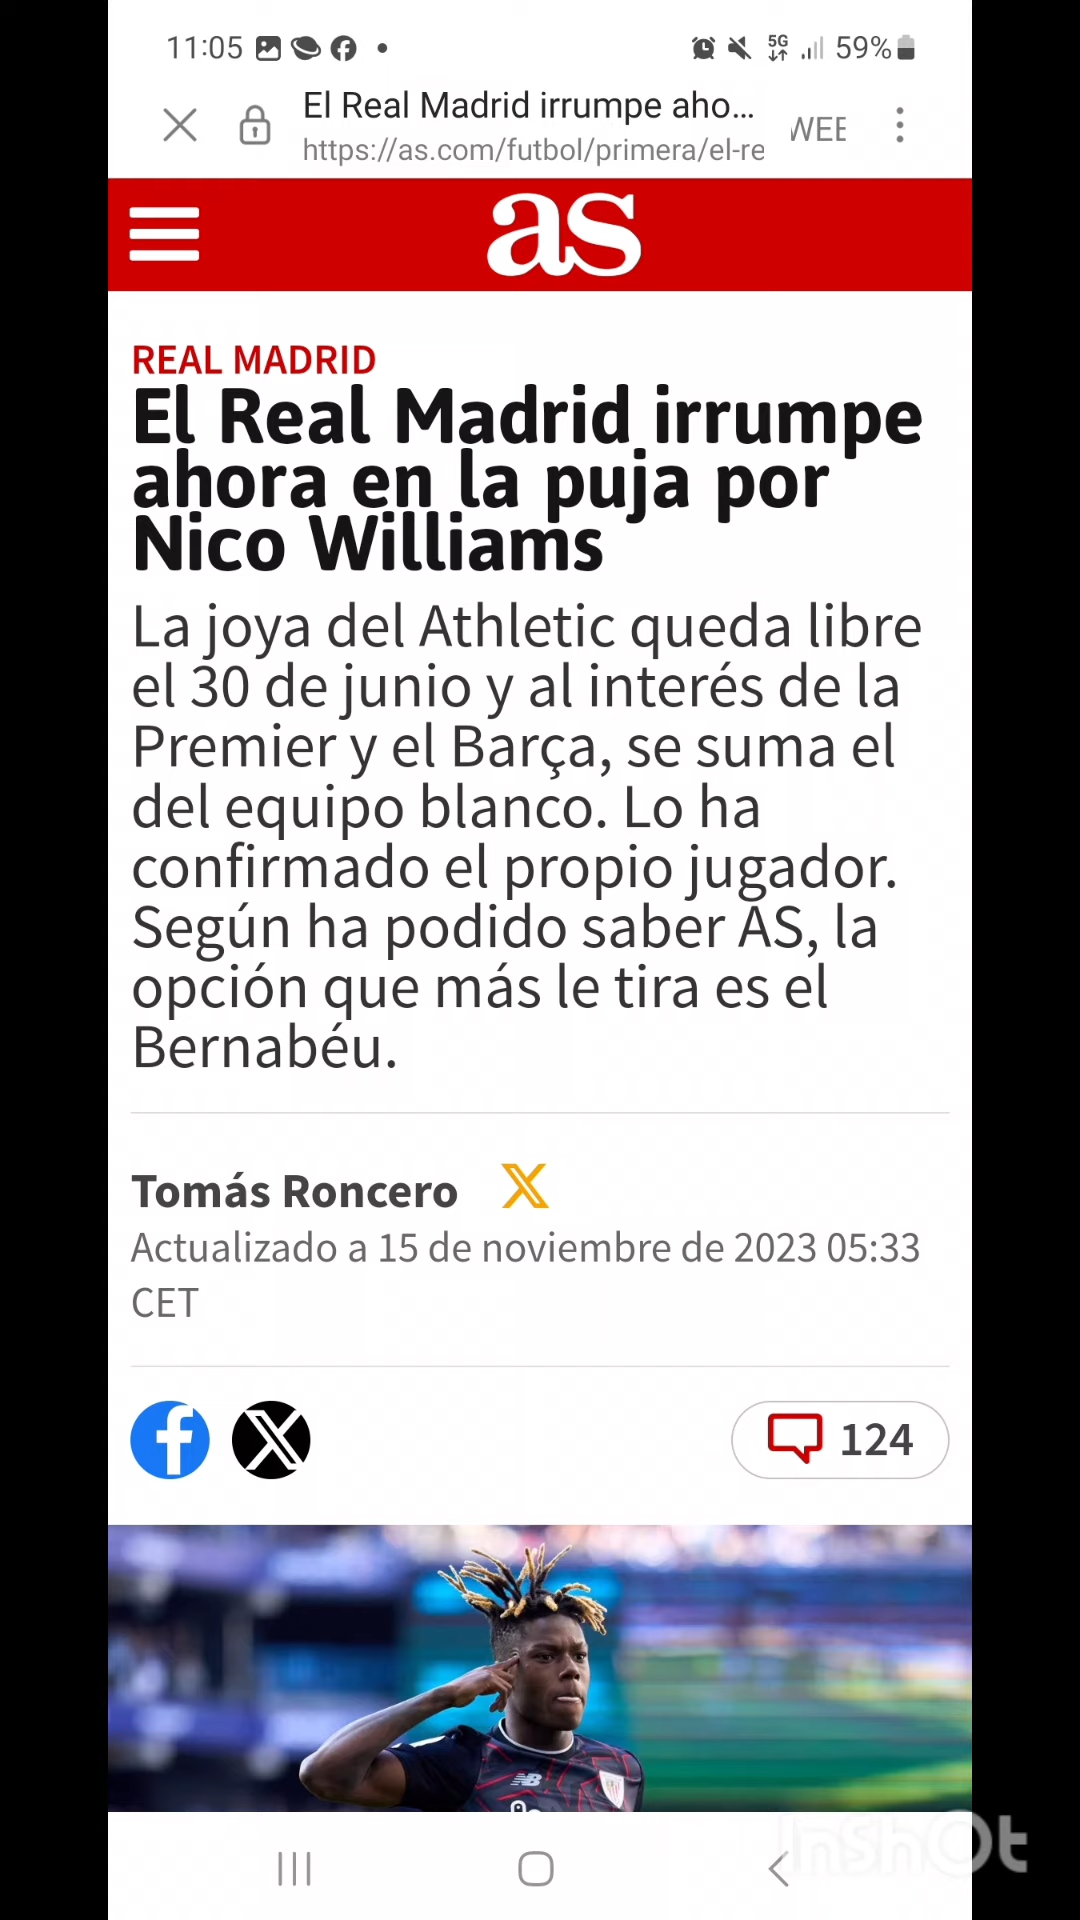 11:05
5G
59%
El Real Madrid irrumpe aho...
https://as.com/futbol/primera/el-re
WEE
as
REAL MADRID
El Real Madrid irrumpe
ahora en la puja por
Nico Williams
La joya del Athletic queda libre
el 30 de junio y al interés de la
Premier y el Barça, se suma el
del equipo blanco. Lo ha
confirmado el propio jugador.
Según ha podido saber AS, la
opción que más le tira es el
Bernabéu.
Tomás Roncero
Actualizado a 15 de noviembre de 2023 05:33
CET
124
NB
InshOt